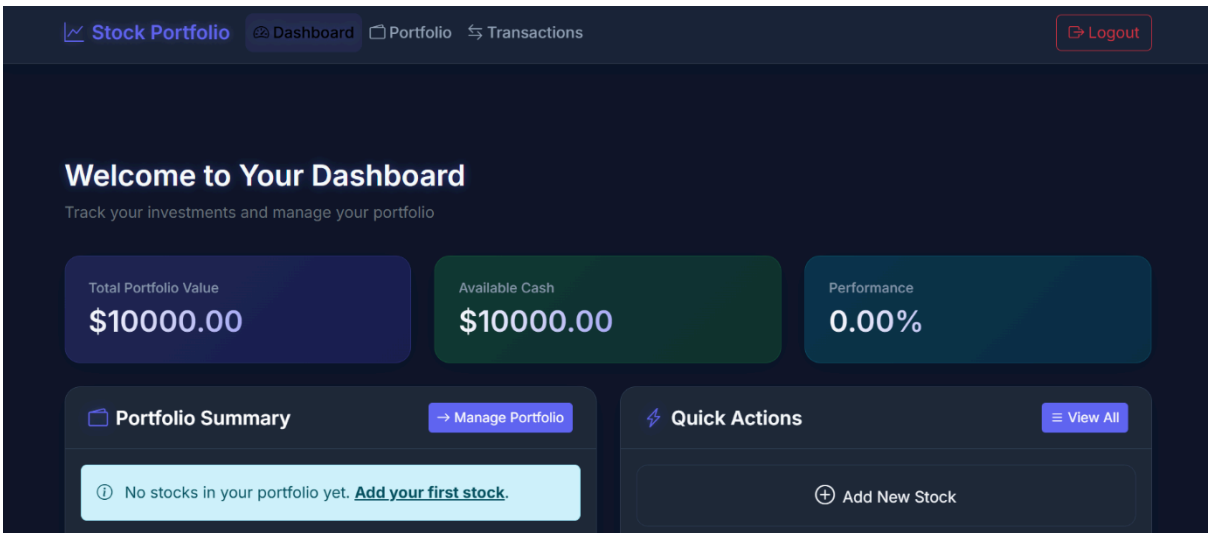 Stock Portfolio Dashboard Portfolio Transactions Logout
Welcome to Your Dashboard
Track your investments and manage your portfolio
Total Portfolio Value
$10000.00
Available Cash
$10000.00
Performance
0.00%
Portfolio Summary
Manage Portfolio
No stocks in your portfolio yet. Add your first stock.
Quick Actions
View All
Add New Stock